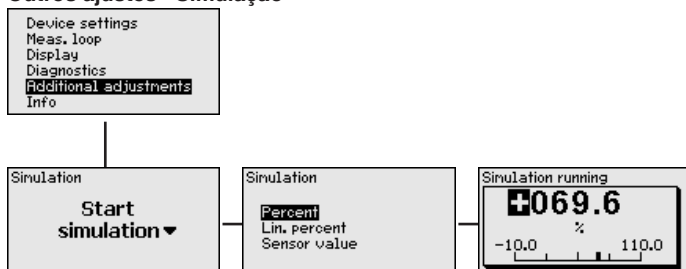 Outros ajustes - Simulação
Device settings
Meas. loop
Display
Diagnostics
Additional adjustments
Info
Simulation
Start
simulation▼
Simulation
Percent
Lin. percent
Sensor value
Simulation running
+069.6
%
-10.0 110.0